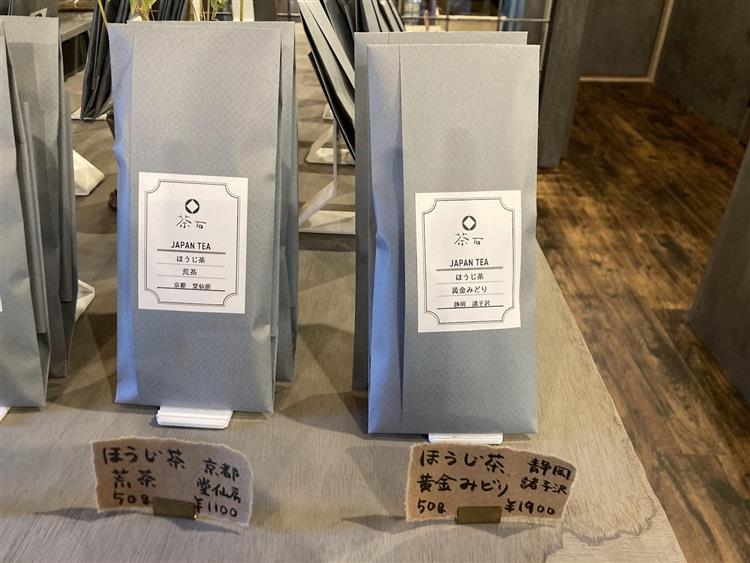 茶石
JAPAN TEA
ほうじ茶
荒茶
京都 堂仙房
茶石
JAPAN TEA
ほうじ茶
黄金みどり
静岡 諸子沢
ほうじ茶 京都
荒茶 堂仙房
50g ¥1100
ほうじ茶 静岡
黄金みどり 諸子沢
50g ¥1900